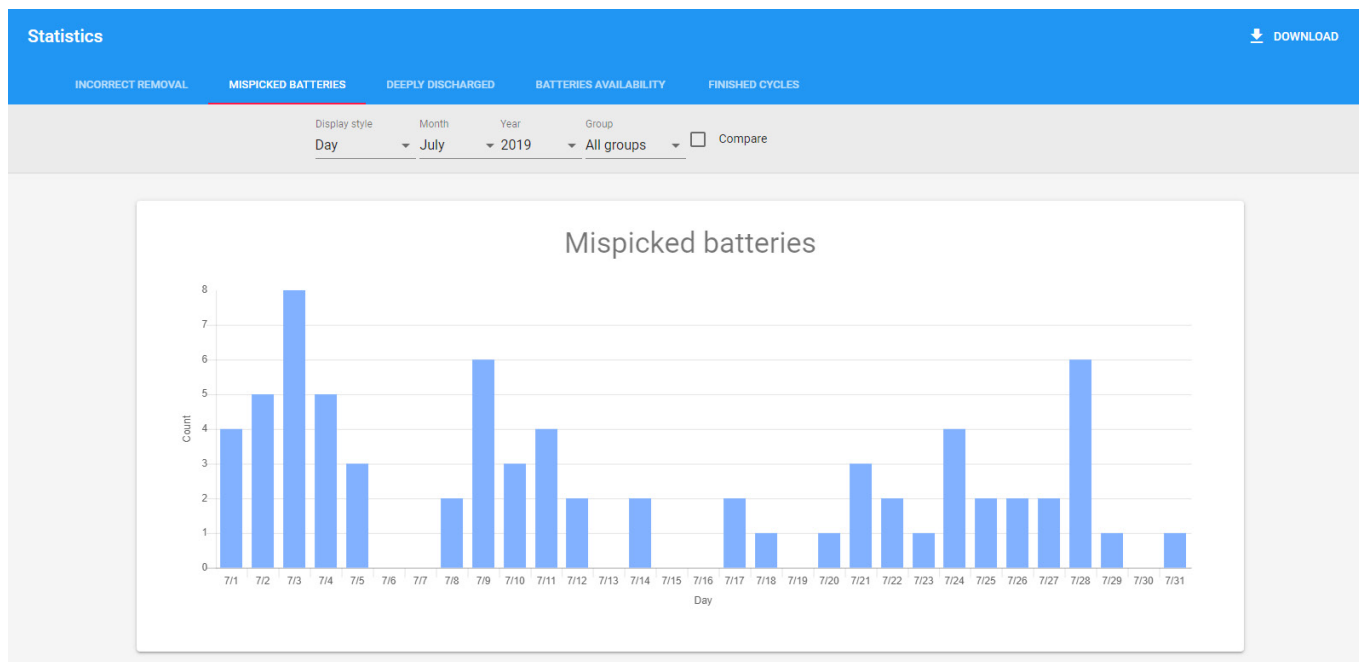 Statistics
DOWNLOAD
INCORRECT REMOVAL MISPICKED BATTERIES DEEPLY DISCHARGED BATTERIES AVAILABILITY FINISHED CYCLES
Display style Month Year Group
Day July 2019 All groups Compare
Mispicked batteries
8
7
6
5
4
3
2
1
0
Count
7/1 7/2 7/3 7/4 7/5 7/6 7/7 7/8 7/9 7/10 7/11 7/12 7/13 7/14 7/15 7/16 7/17 7/18 7/19 7/20 7/21 7/22 7/23 7/24 7/25 7/26 7/27 7/28 7/29 7/30 7/31
Day